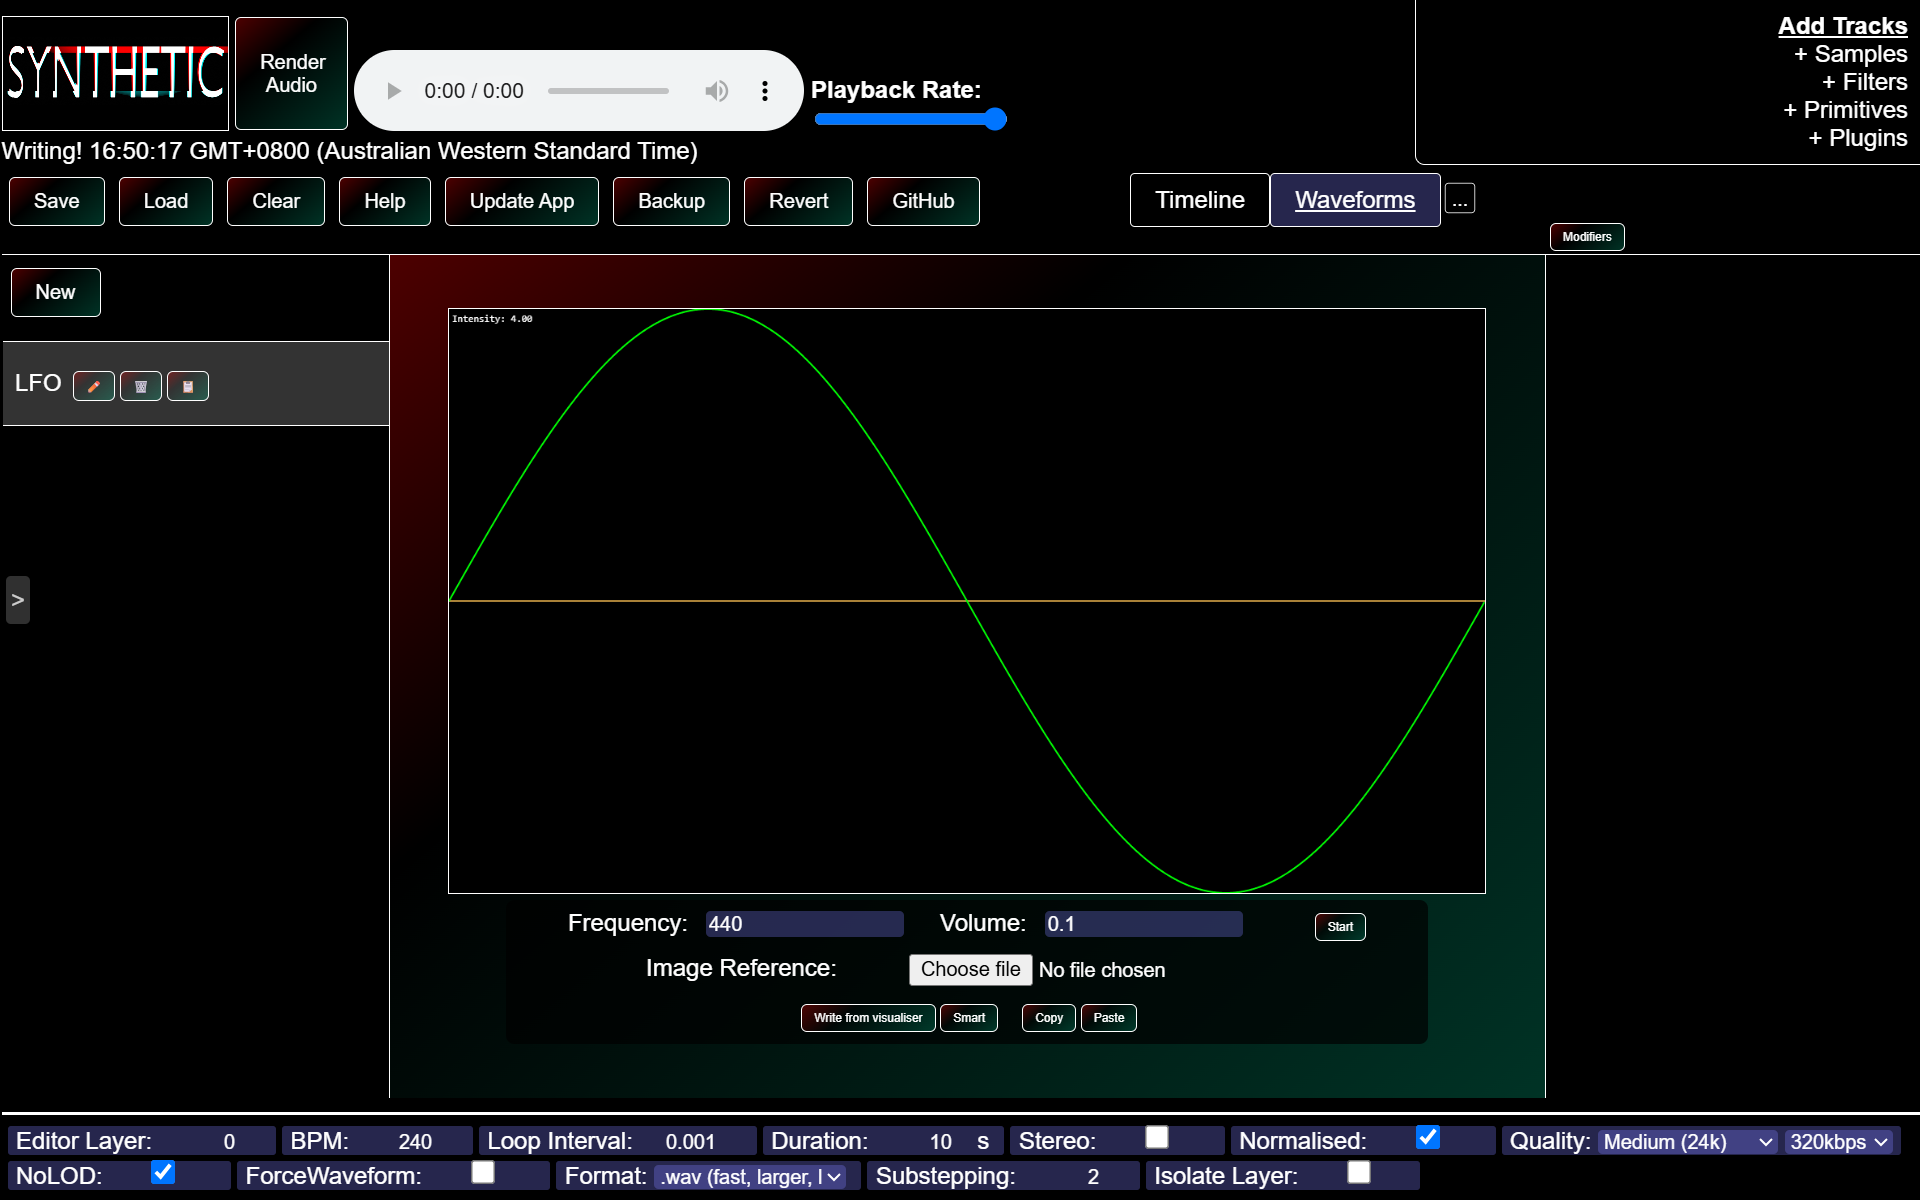 SYNTHETIC
Render Audio
0:00 / 0:00
Playback Rate:
Add Tracks
+ Samples
+ Filters
+ Primitives
+ Plugins
Writing! 16:50:17 GMT+0800 (Australian Western Standard Time)
Save Load Clear Help Update App Backup Revert GitHub
Timeline Waveforms ...
Modifiers
New
Intensity: 4.00
LFO
>
Frequency: 440 Volume: 0.1 Start
Image Reference: Choose file No file chosen
Write from visualiser Smart Copy Paste
Editor Layer: 0 BPM: 240 Loop Interval: 0.001 Duration: 10 s Stereo: Normalised: Quality: Medium (24k) 320kbps
NoLOD: ForceWaveform: Format: .wav (fast, larger, l Substepping: 2 Isolate Layer: